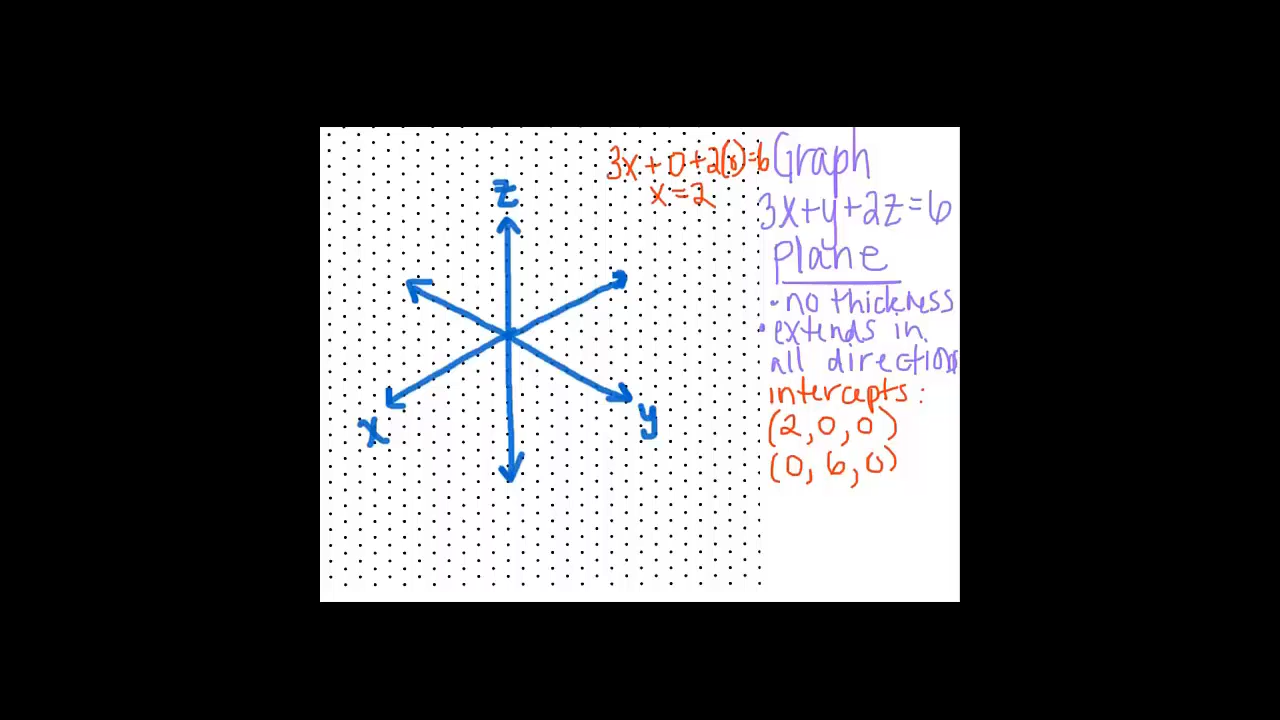 3x + 0 + 2(0) = 6
x = 2
Graph
3x + y + 2z = 6
Plane
• no thickness
• extends in
all directions
intercepts:
(2, 0, 0)
(0, 6, 0)
z
x
y